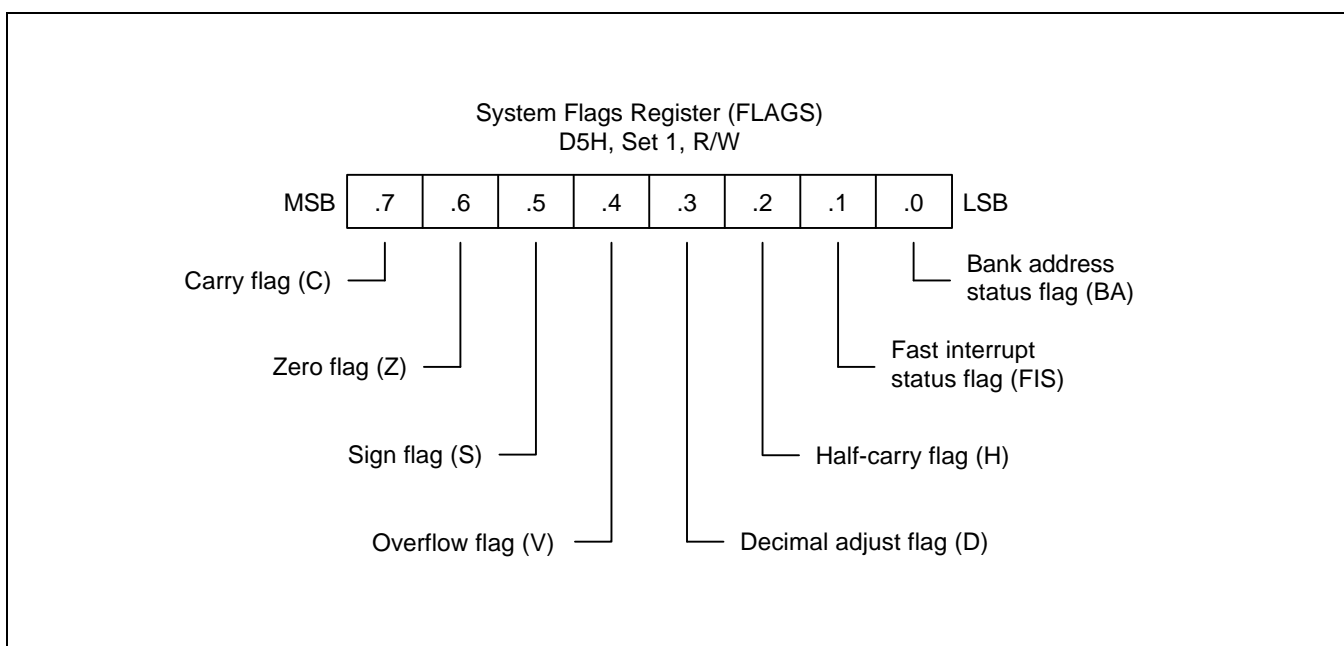 System Flags Register (FLAGS)
D5H, Set 1, R/W
MSB .7 .6 .5 .4 .3 .2 .1 .0 LSB
Carry flag (C)
Bank address
status flag (BA)
Zero flag (Z)
Fast interrupt
status flag (FIS)
Sign flag (S)
Half-carry flag (H)
Overflow flag (V)
Decimal adjust flag (D)